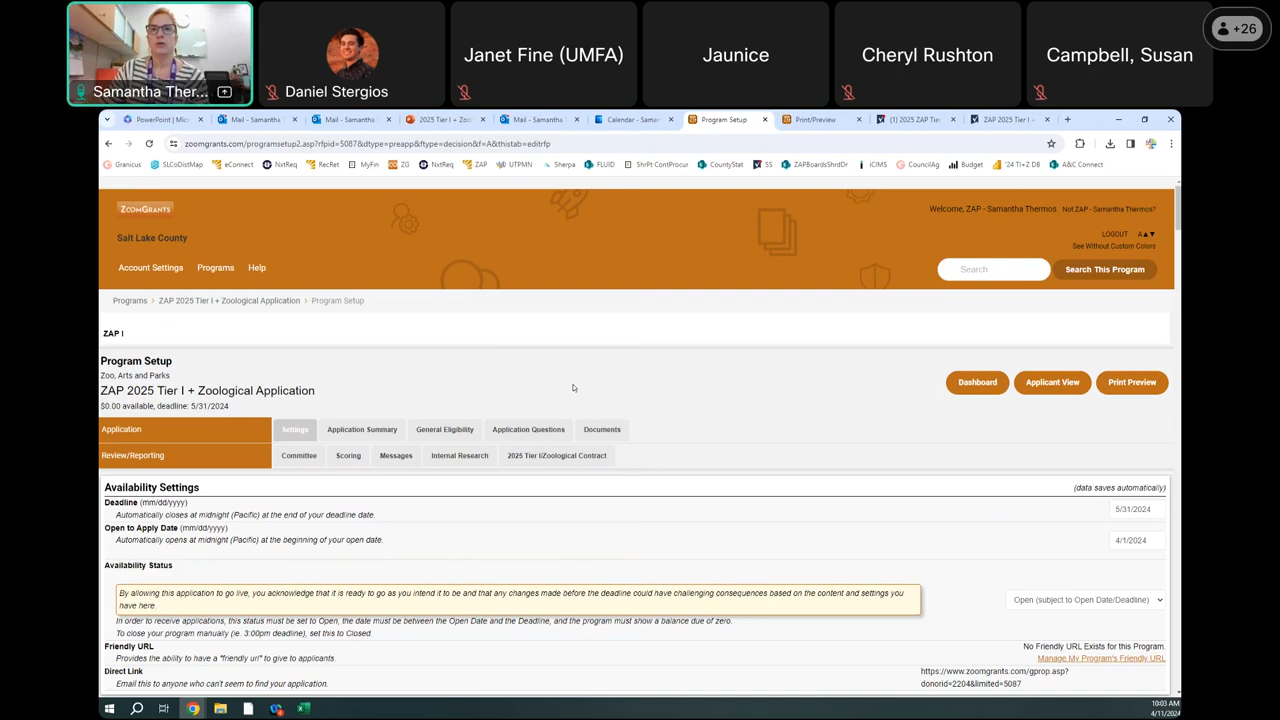 Samantha Ther...
Daniel Stergios
Janet Fine (UMFA)
Jaunice
Cheryl Rushton
Campbell, Susan
+26
PowerPoint | Mic
Mail - Samantha
Mail - Samantha
2025 Tier I + Zoo
Mail - Samantha
Calendar - Saman
Program Setup
Print/Preview
(1) 2025 ZAP Tie
ZAP 2025 Tier I -
zoomgrants.com/programsetup2.asp?rfpid=5087&dtype=preapp&ftype=decision&f=A&thistab=editrfp
Granicus
SLCoDistMap
eConnect
NxtReq
RecRet
MyFin
ZG
NxtReq
ZAP
UTPMN
Sherpa
FLUID
ShrPt ContProcur
CountyStat
SS
ZAPBoardsShrdDr
iCIMS
CouncilAg
Budget
'24 TI+Z DB
A&C Connect
ZOOMGRANTS
Welcome, ZAP - Samantha Thermos Not ZAP - Samantha Thermos?
Salt Lake County
LOGOUT A▲▼
See Without Custom Colors
Account Settings Programs Help
Search
Search This Program
Programs > ZAP 2025 Tier I + Zoological Application > Program Setup
ZAP I
Program Setup
Zoo, Arts and Parks
ZAP 2025 Tier I + Zoological Application
$0.00 available, deadline: 5/31/2024
Dashboard Applicant View Print Preview
Application Settings Application Summary General Eligibility Application Questions Documents
Review/Reporting Committee Scoring Messages Internal Research 2025 Tier I/Zoological Contract
Availability Settings
(data saves automatically)
Deadline (mm/dd/yyyy)
Automatically closes at midnight (Pacific) at the end of your deadline date.
5/31/2024
Open to Apply Date (mm/dd/yyyy)
Automatically opens at midnight (Pacific) at the beginning of your open date.
4/1/2024
Availability Status
By allowing this application to go live, you acknowledge that it is ready to go as you intend it to be and that any changes made before the deadline could have challenging consequences based on the content and settings you
have here.
Open (subject to Open Date/Deadline)
In order to receive applications, this status must be set to Open, the date must be between the Open Date and the Deadline, and the program must show a balance due of zero.
To close your program manually (ie. 3:00pm deadline), set this to Closed.
Friendly URL
No Friendly URL Exists for this Program.
Provides the ability to have a "friendly url" to give to applicants.
Manage My Program's Friendly URL
Direct Link
https://www.zoomgrants.com/gprop.asp?
Email this to anyone who can't seem to find your application.
donorid=2204&limited=5087
10:03 AM
4/11/2024